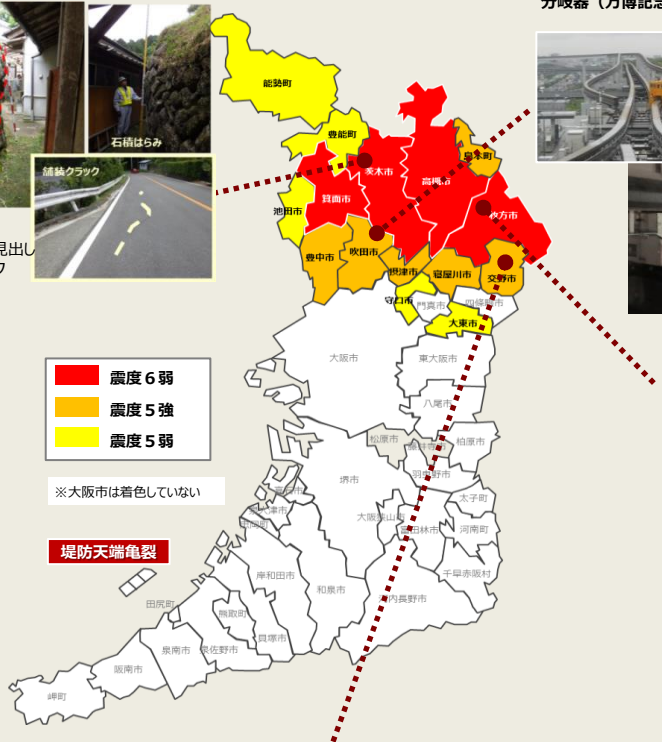 分岐器（万博記念
石積はらみ
舗装クラック
見出し
能勢町
豊能町
島本町
茨木市
高槻市
箕面市
枚方市
池田市
豊中市
吹田市
摂津市
寝屋川市
交野市
守口市
門真市
四條畷市
大東市
大阪市
東大阪市
八尾市
震度６弱
震度５強
震度５弱
松原市
藤井寺市
柏原市
堺市
羽曳野市
※大阪市は着色していない
高石市
泉大津市
忠岡町
大阪狭山市
富田林市
太子町
河南町
堤防天端亀裂
千早赤阪村
岸和田市
和泉市
河内長野市
田尻町
熊取町
貝塚市
泉南市
泉佐野市
阪南市
岬町